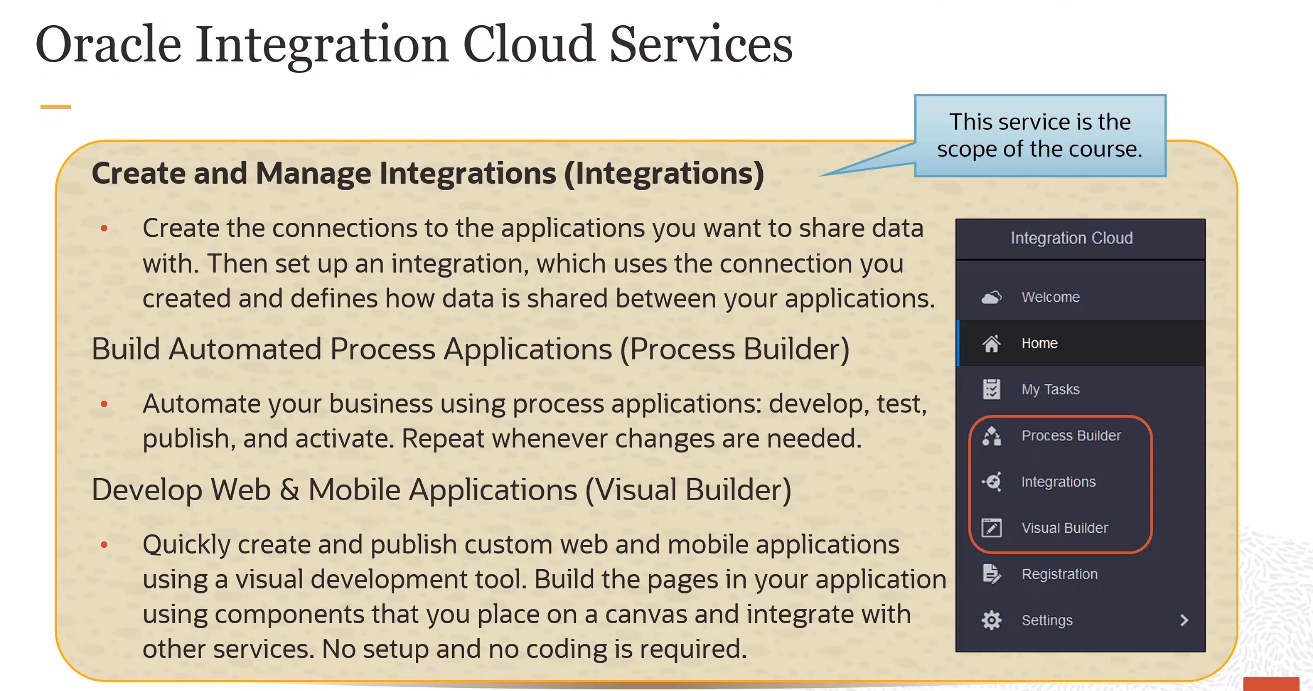 Oracle Integration Cloud Services
This service is the
scope of the course.
Create and Manage Integrations (Integrations)
• Create the connections to the applications you want to share data
with. Then set up an integration, which uses the connection you
created and defines how data is shared between your applications.
Build Automated Process Applications (Process Builder)
• Automate your business using process applications: develop, test,
publish, and activate. Repeat whenever changes are needed.
Develop Web & Mobile Applications (Visual Builder)
• Quickly create and publish custom web and mobile applications
using a visual development tool. Build the pages in your application
using components that you place on a canvas and integrate with
other services. No setup and no coding is required.
Integration Cloud
Welcome
Home
My Tasks
Process Builder
Integrations
Visual Builder
Registration
Settings